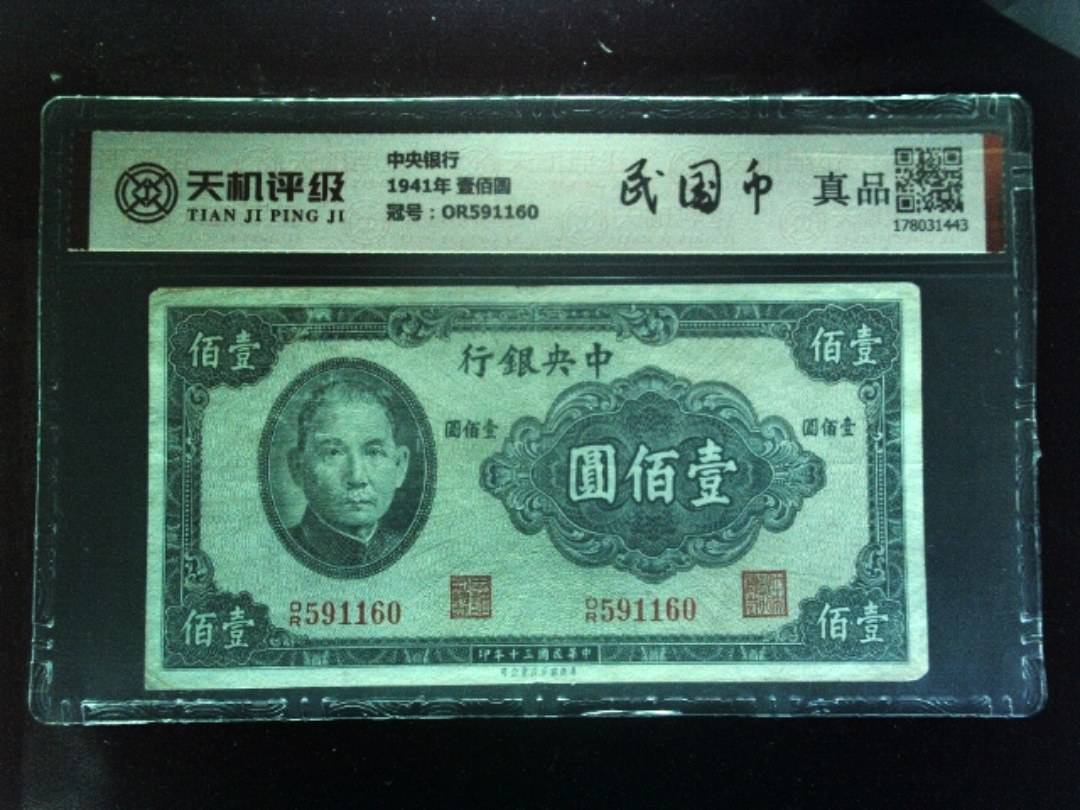 天机评级
TIAN JI PING JI
中央银行
1941年 壹佰圆
冠号：OR591160
民国币
真品
178031443
佰壹
行銀央中
佰壹
圓佰壹
圓佰壹
圓佰壹
OR591160
OR591160
佰壹
印年十三國民華中
佰壹